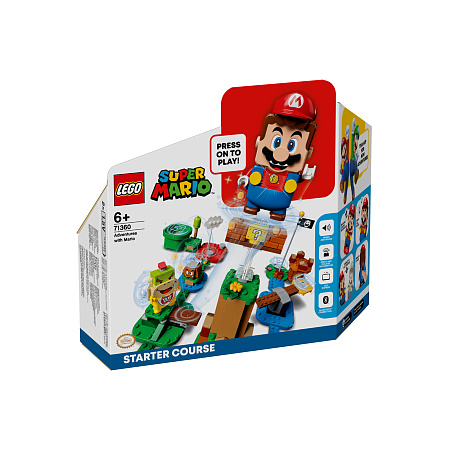 PRESS
ON TO
PLAY!
LEGO
SUPER
MARIO
6+
71360
Adventures
with Mario
STARTER COURSE